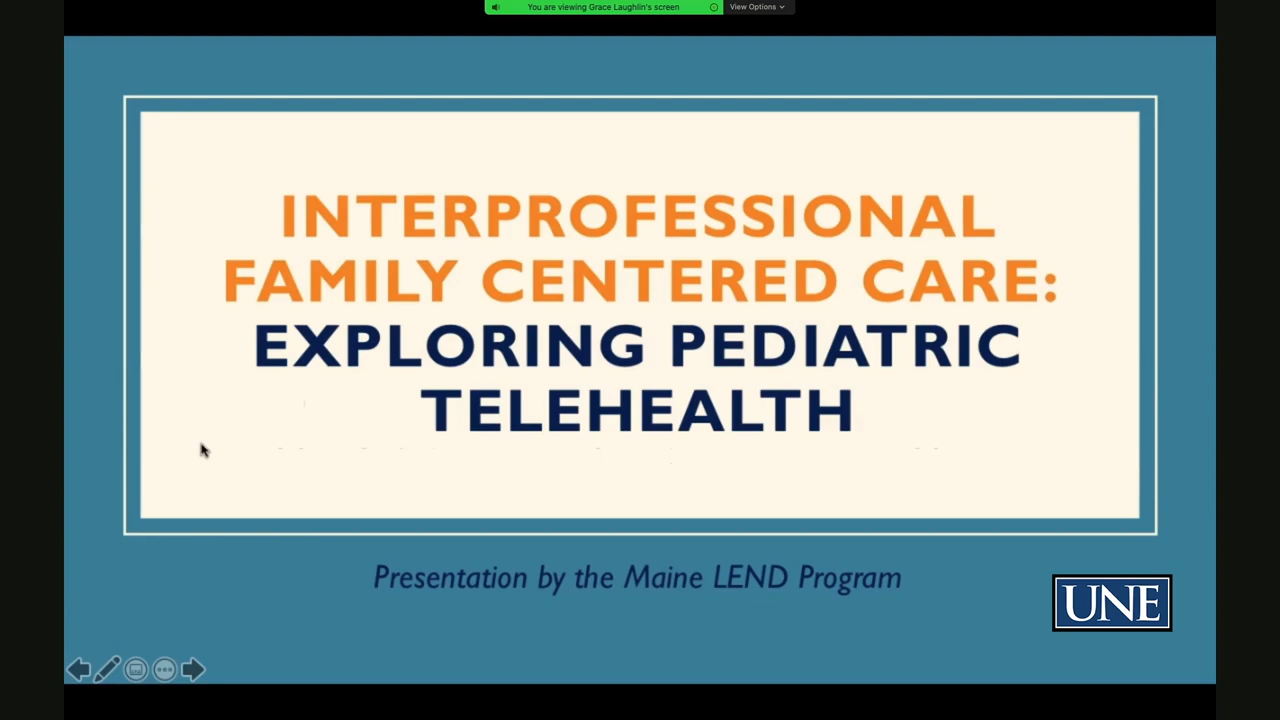 You are viewing Grace Laughlin's screen
View Options
INTERPROFESSIONAL
FAMILY CENTERED CARE:
EXPLORING PEDIATRIC
TELEHEALTH
Presentation by the Maine LEND Program
UNE